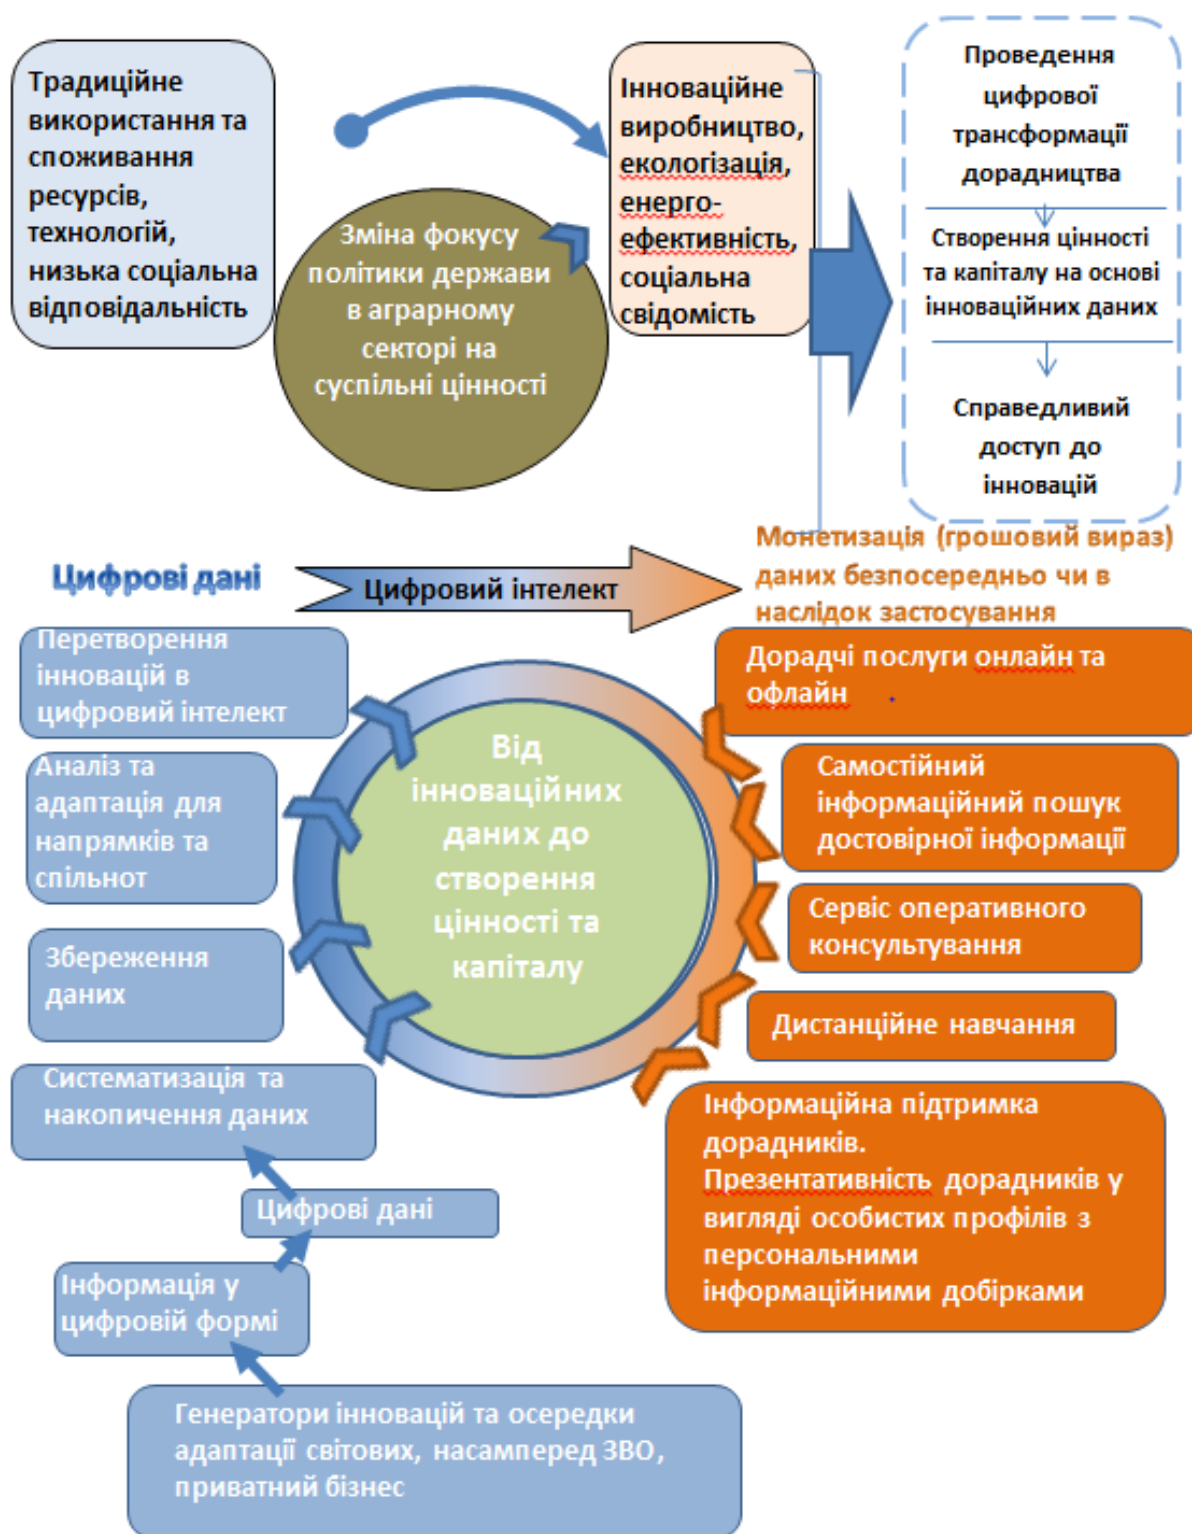 Традиційне
використання та
споживання
ресурсів,
технологій,
низька соціальна
відповідальність
Зміна фокусу
політики держави
в аграрному
секторі на
суспільні цінності
Інноваційне
виробництво,
екологізація,
енерго-
ефективність,
соціальна
свідомість
Проведення
цифрової
трансформації
дорадництва
Створення цінності
та капіталу на основі
інноваційних даних
Справедливий
доступ до
інновацій
Цифрові дані
Цифровий інтелект
Монетизація (грошовий вираз)
даних безпосередньо чи в
наслідок застосування
Перетворення
інновацій в
цифровий інтелект
Аналіз та
адаптація для
напрямків та
спільнот
Збереження
даних
Систематизація та
накопичення даних
Цифрові дані
Інформація у
цифровій формі
Генератори інновацій та осередки
адаптації світових, насамперед ЗВО,
приватний бізнес
Від
інноваційних
даних до
створення
цінності та
капіталу
Дорадчі послуги онлайн та
офлайн .
Самостійний
інформаційний пошук
достовірної інформації
Сервіс оперативного
консультування
Дистанційне навчання
Інформаційна підтримка
дорадників.
Презентативність дорадників у
вигляді особистих профілів з
персональними
інформаційними добірками